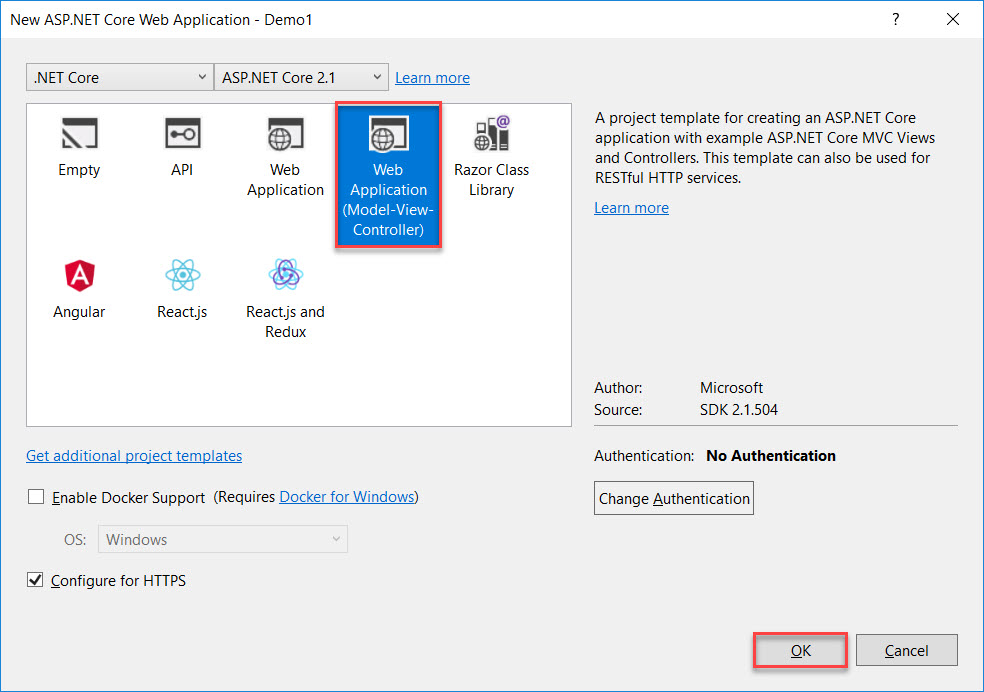 New ASP.NET Core Web Application - Demo1
?
.NET Core
ASP.NET Core 2.1
Learn more
Empty
API
Web
Application
Web
Application
(Model-View-
Controller)
Razor Class
Library
Angular
React.js
React.js and
Redux
A project template for creating an ASP.NET Core
application with example ASP.NET Core MVC Views
and Controllers. This template can also be used for
RESTful HTTP services.
Learn more
Author: Microsoft
Source: SDK 2.1.504
Get additional project templates
Authentication: No Authentication
Enable Docker Support (Requires Docker for Windows)
Change Authentication
OS: Windows
Configure for HTTPS
OK
Cancel